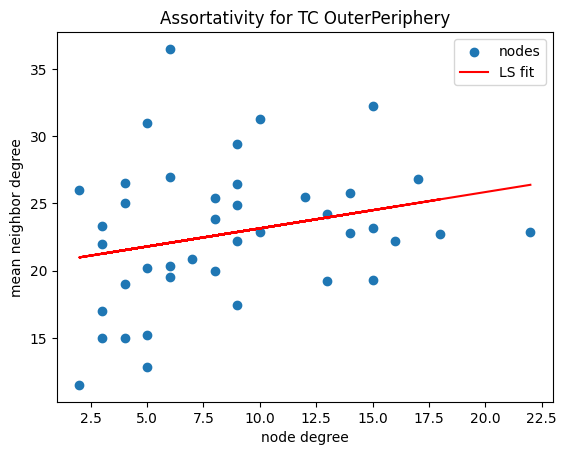 Assortativity for TC OuterPeriphery
nodes
LS fit
mean neighbor degree
35
30
25
20
15
2.5 5.0 7.5 10.0 12.5 15.0 17.5 20.0 22.5
node degree